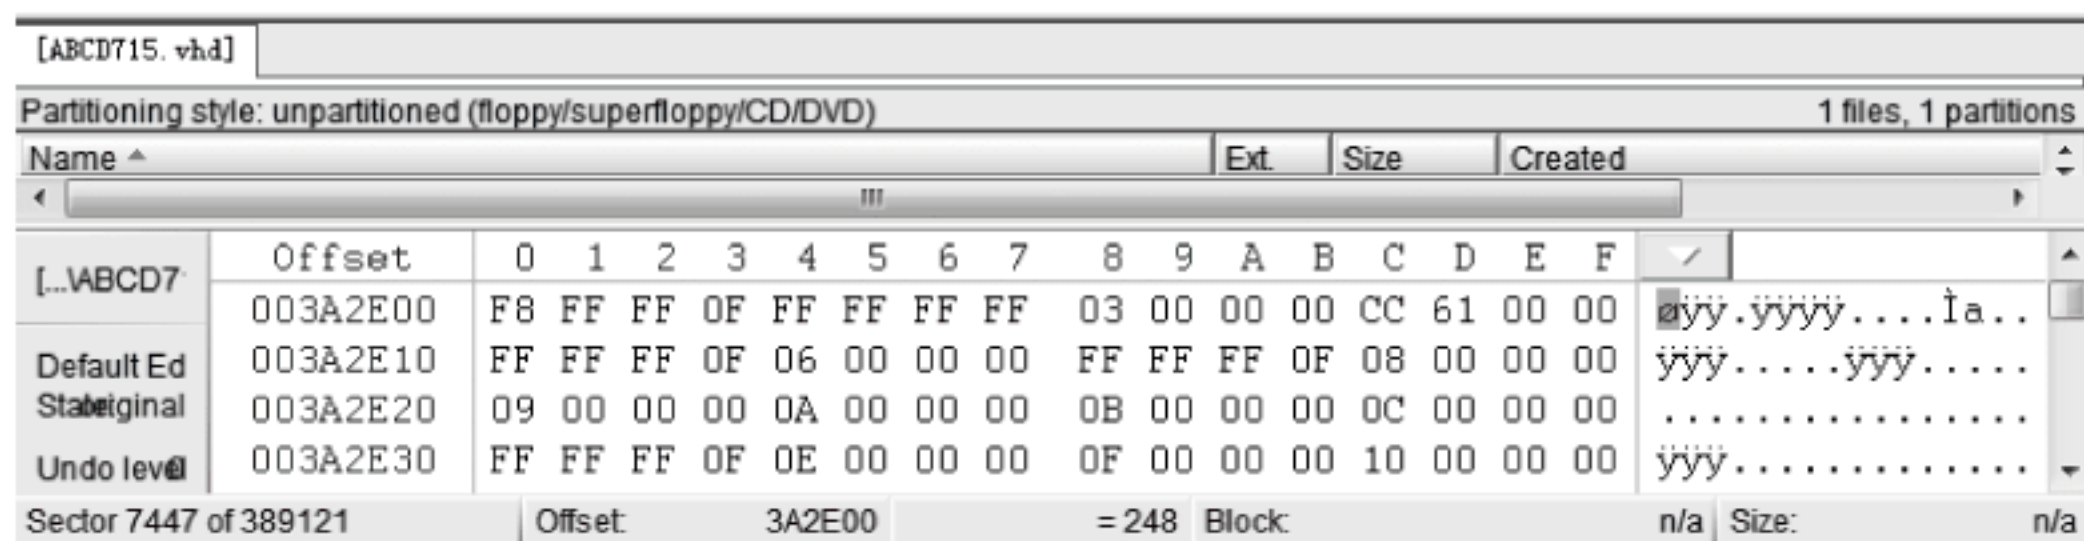 [ABCD715.vhd]
Partitioning style: unpartitioned (floppy/superfloppy/CD/DVD) 1 files, 1 partitions
Name Ext. Size Created
[...\ABCD7 Offset 0 1 2 3 4 5 6 7 8 9 A B C D E F
003A2E00 F8 FF FF 0F FF FF FF FF 03 00 00 00 CC 61 00 00 øÿÿ.ÿÿÿÿ....Ìa..
Default Ed 003A2E10 FF FF FF 0F 06 00 00 00 FF FF FF 0F 08 00 00 00 ÿÿÿ.....ÿÿÿ.....
003A2E20 09 00 00 00 0A 00 00 00 0B 00 00 00 0C 00 00 00 ................
Undo level 003A2E30 FF FF FF 0F 0E 00 00 00 0F 00 00 00 10 00 00 00 ÿÿÿ.............
Sector 7447 of 389121 Offset: 3A2E00 = 248 Block: n/a Size: n/a